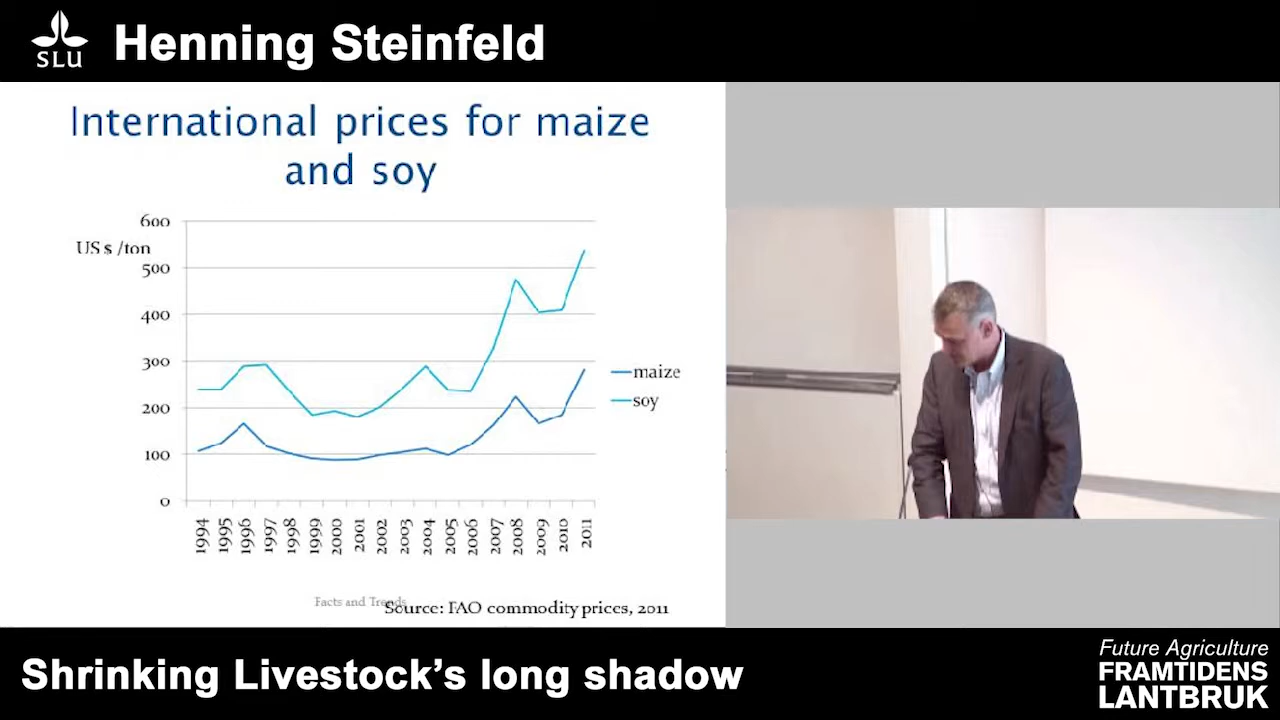 SLU
Henning Steinfeld
International prices for maize
and soy
600
US $ /ton
500
400
300
200
100
0
maize
soy
1994
1995
1996
1997
1998
1999
2000
2001
2002
2003
2004
2005
2006
2007
2008
2009
2010
2011
Facts and Trends
Source: FAO commodity prices, 2011
Shrinking Livestock's long shadow
Future Agriculture
FRAMTIDENS
LANTBRUK